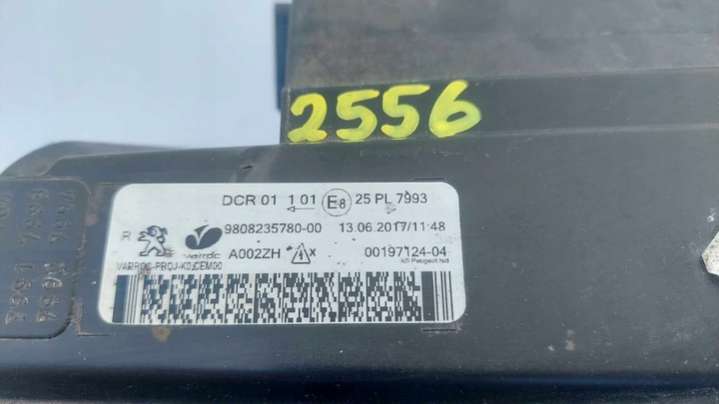 2556
DCR 01 1 01 E8 25 PL 7993
9808235780-00 13.06.2017/11:48
R varroc A002ZH X 00197124-04